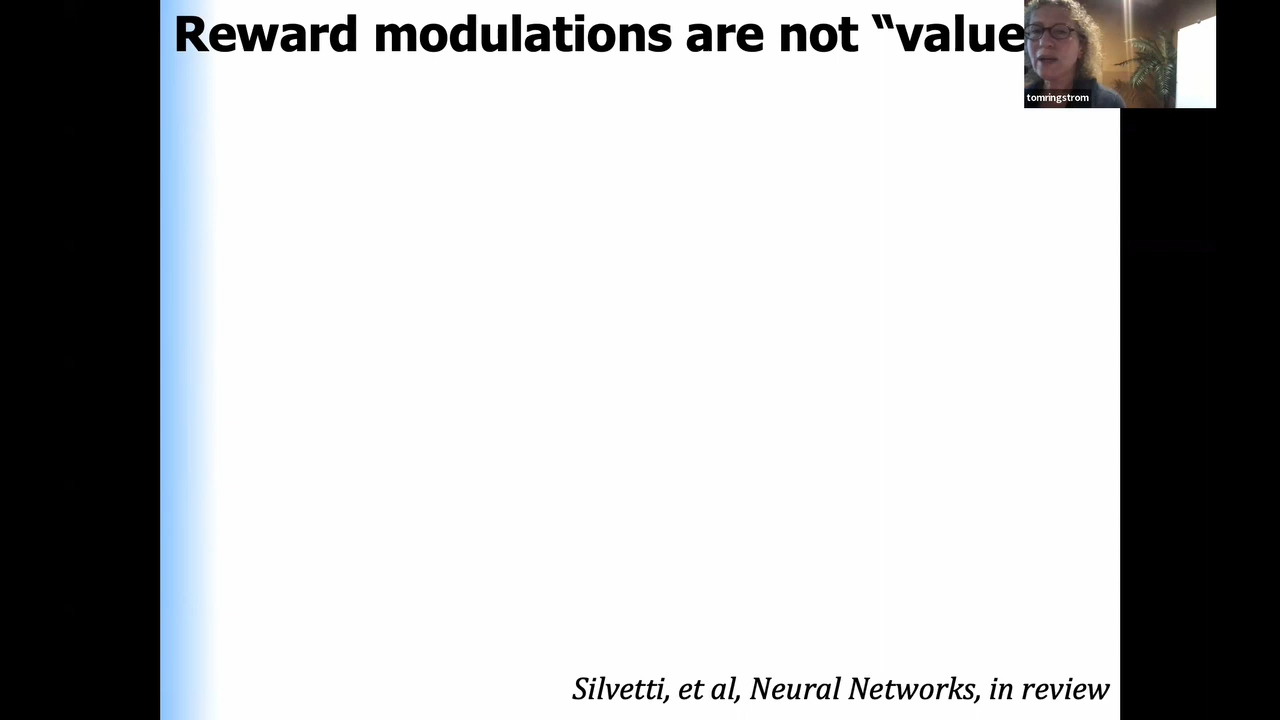 Reward modulations are not “value
tomringstrom
Silvetti, et al, Neural Networks, in review